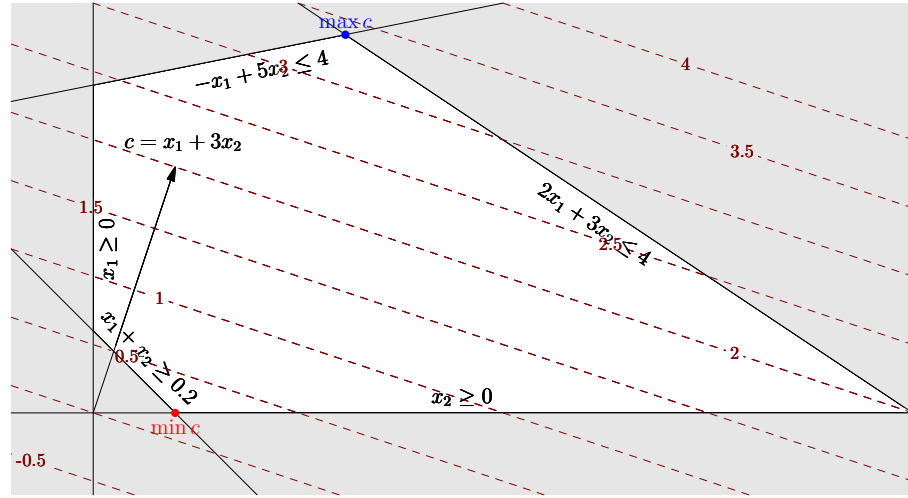 max c
4
-x₁ + 5x₂ ≤ 4
3
c = x₁ + 3x₂
3.5
1.5
2x₁ + 3x₂ ≤ 4
x₁ ≥ 0
2.5
1
x₁ + x₂ ≥ 0.2
0.5
2
x₂ ≥ 0
min c
-0.5